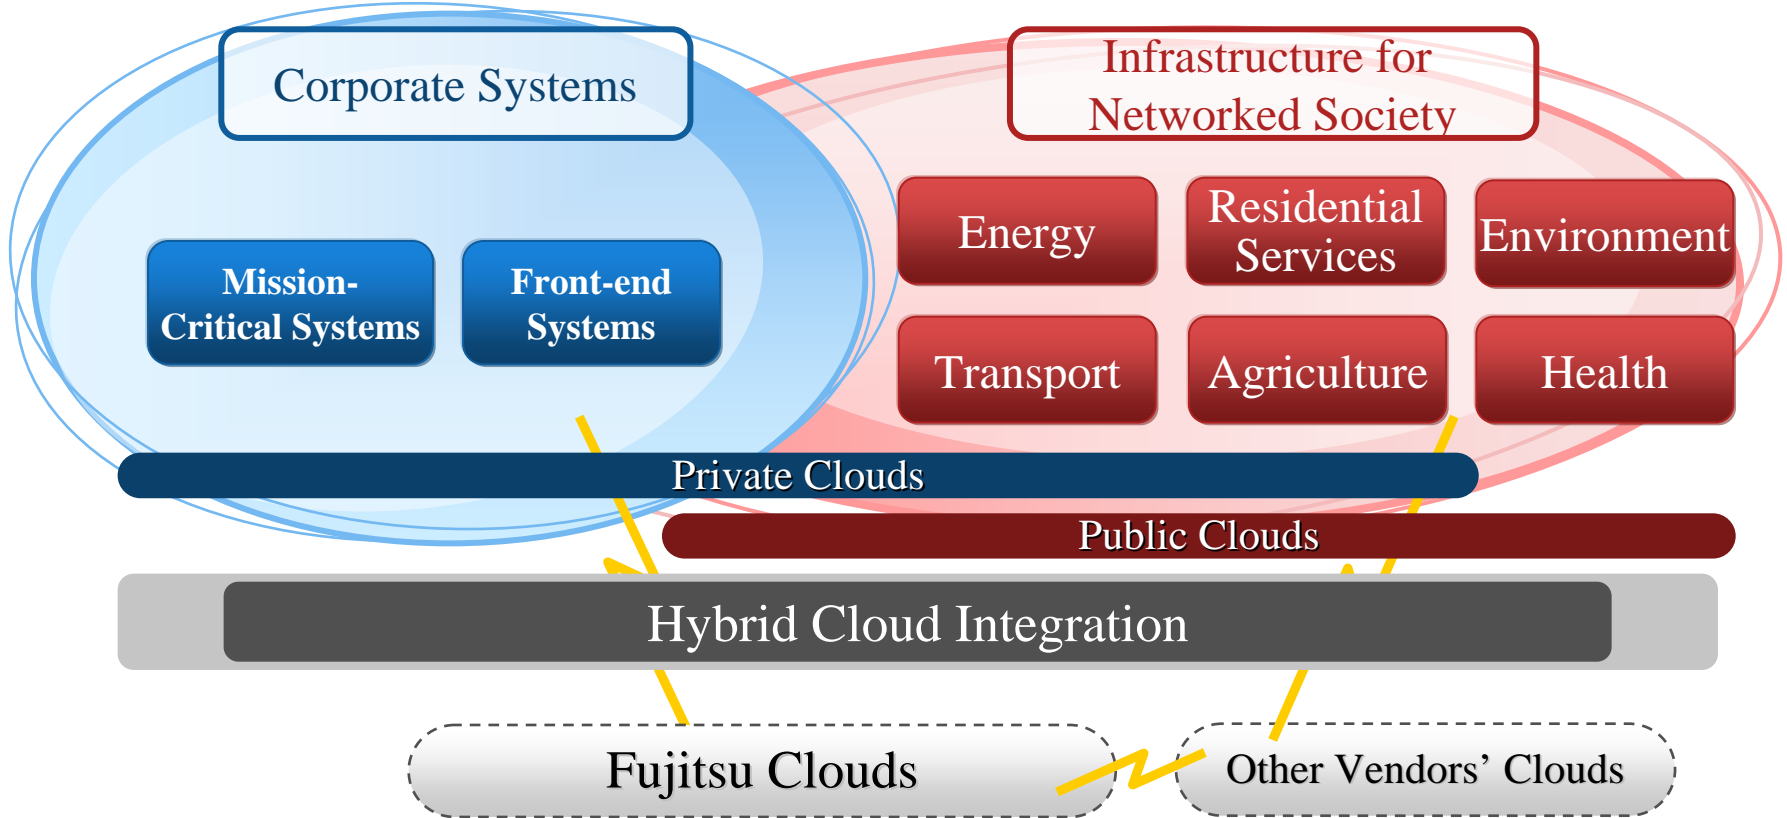 Corporate Systems
Infrastructure for
Networked Society
Energy
Residential
Services
Environment
Mission-
Critical Systems
Front-end
Systems
Transport
Agriculture
Health
Private Clouds
Public Clouds
Hybrid Cloud Integration
Fujitsu Clouds
Other Vendors’ Clouds